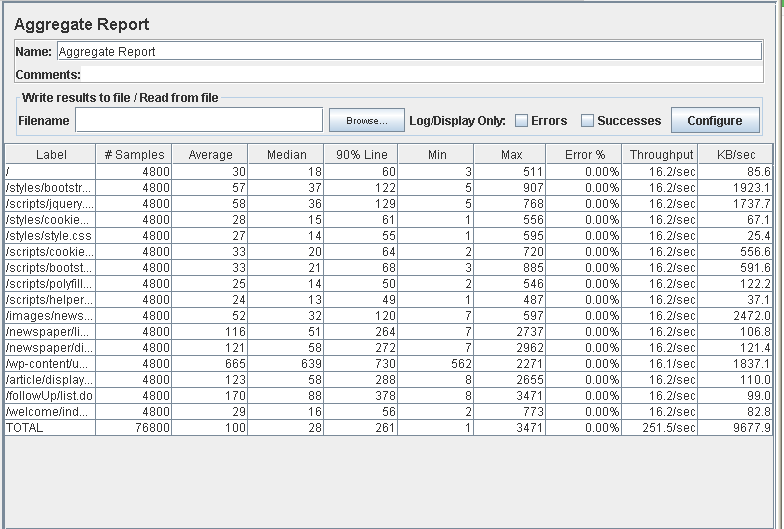 Aggregate Report
Name: Aggregate Report
Comments:
Write results to file / Read from file
Filename Browse... Log/Display Only: Errors Successes Configure
Label # Samples Average Median 90% Line Min Max Error % Throughput KB/sec
/ 4800 30 18 60 3 511 0.00% 16.2/sec 85.6
/styles/bootstr... 4800 57 37 122 5 907 0.00% 16.2/sec 1923.1
/scripts/jquery.... 4800 58 36 129 5 768 0.00% 16.2/sec 1737.7
/styles/cookie... 4800 28 15 61 1 556 0.00% 16.2/sec 67.1
/styles/style.css 4800 27 14 55 1 595 0.00% 16.2/sec 25.4
/scripts/cookie... 4800 33 20 64 2 720 0.00% 16.2/sec 556.6
/scripts/bootst... 4800 33 21 68 3 885 0.00% 16.2/sec 591.6
/scripts/polyfill... 4800 25 14 50 2 546 0.00% 16.2/sec 122.2
/scripts/helper... 4800 24 13 49 1 487 0.00% 16.2/sec 37.1
/images/news... 4800 52 32 120 7 597 0.00% 16.2/sec 2472.0
/newspaper/li... 4800 116 51 264 7 2737 0.00% 16.2/sec 106.8
/newspaper/di... 4800 121 58 272 7 2962 0.00% 16.2/sec 121.4
/wp-content/u... 4800 665 639 730 562 2271 0.00% 16.1/sec 1837.1
/article/display... 4800 123 58 288 8 2655 0.00% 16.2/sec 110.0
/followUp/list.do 4800 170 88 378 8 3471 0.00% 16.2/sec 99.0
/welcome/ind... 4800 29 16 56 2 773 0.00% 16.2/sec 82.8
TOTAL 76800 100 28 261 1 3471 0.00% 251.5/sec 9677.9